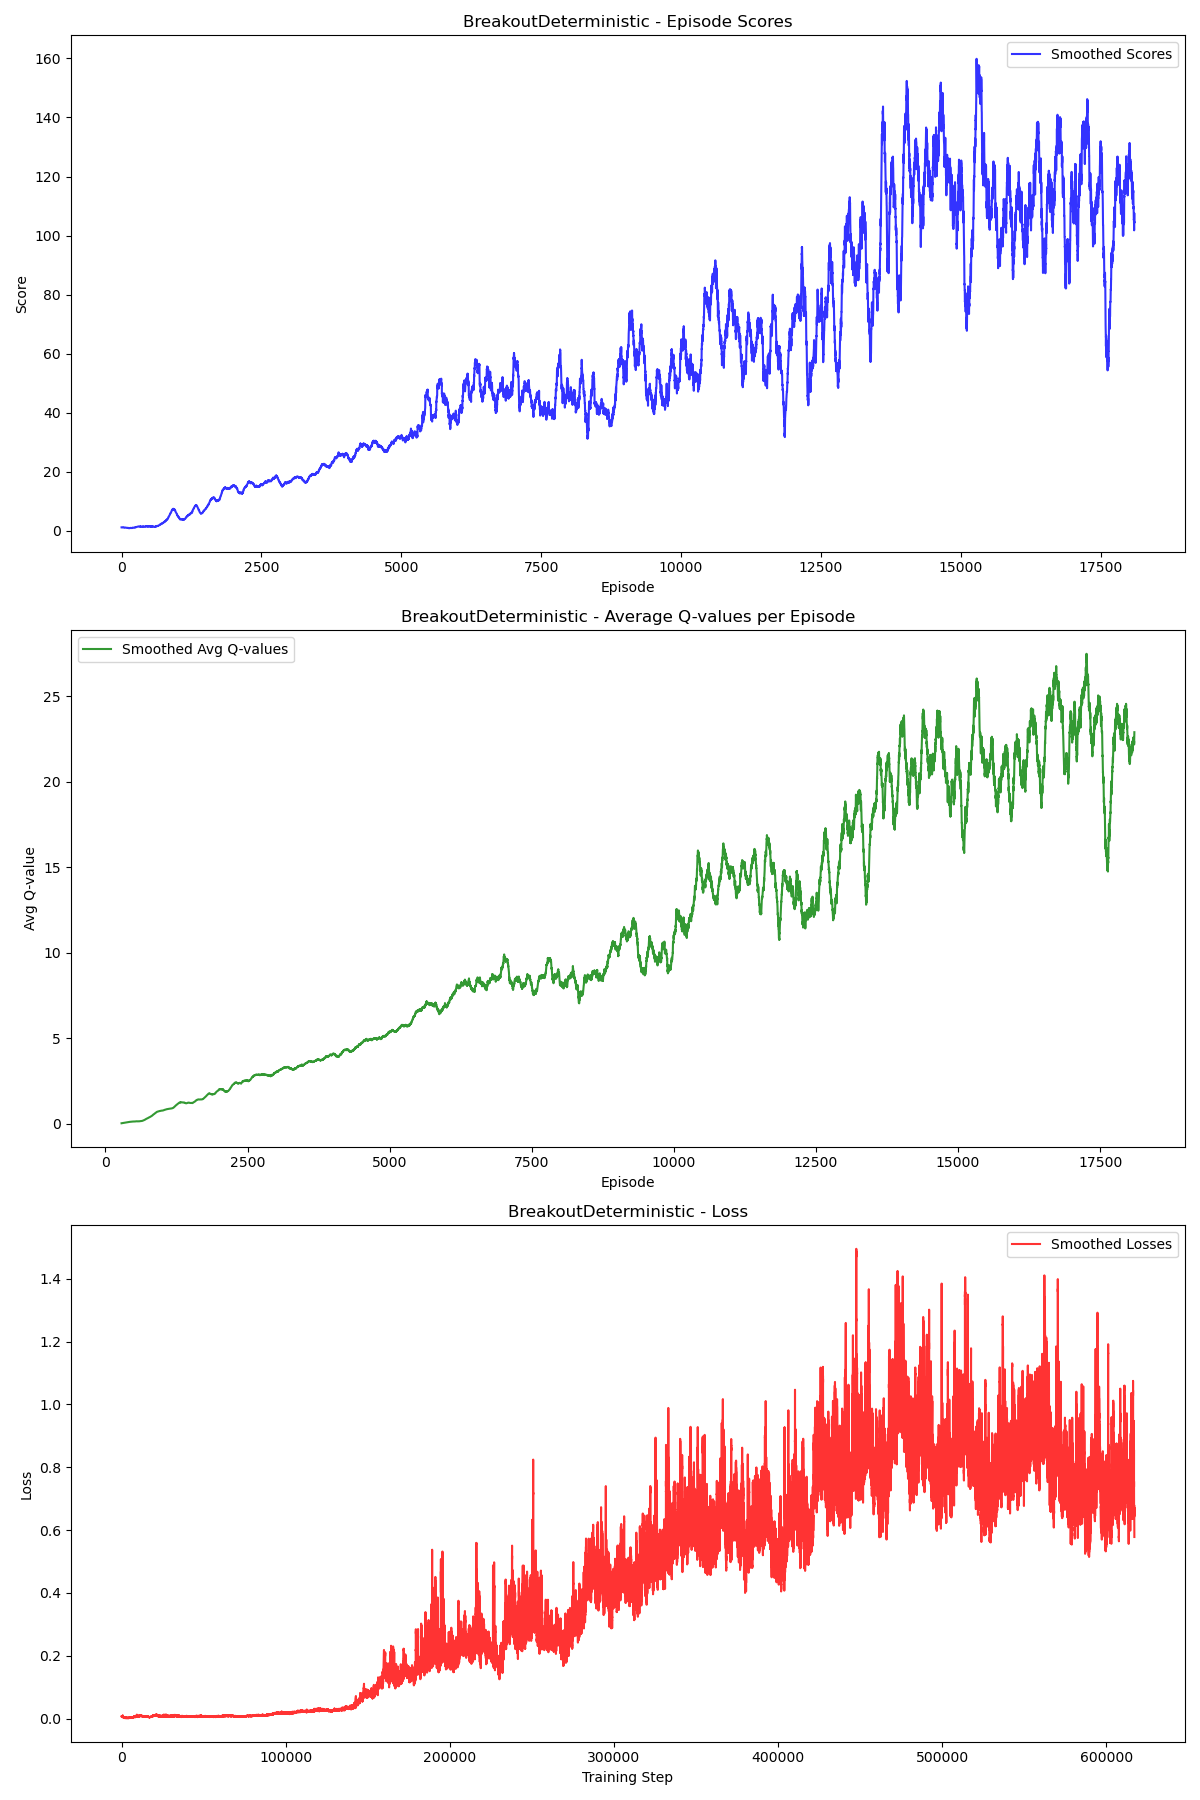 BreakoutDeterministic - Episode Scores
Smoothed Scores
160
140
120
100
80
60
40
20
0
Score
0 2500 5000 7500 10000 12500 15000 17500
Episode
BreakoutDeterministic - Average Q-values per Episode
Smoothed Avg Q-values
25
20
15
10
5
0
Avg Q-value
0 2500 5000 7500 10000 12500 15000 17500
Episode
BreakoutDeterministic - Loss
Smoothed Losses
1.4
1.2
1.0
0.8
0.6
0.4
0.2
0.0
Loss
0 100000 200000 300000 400000 500000 600000
Training Step